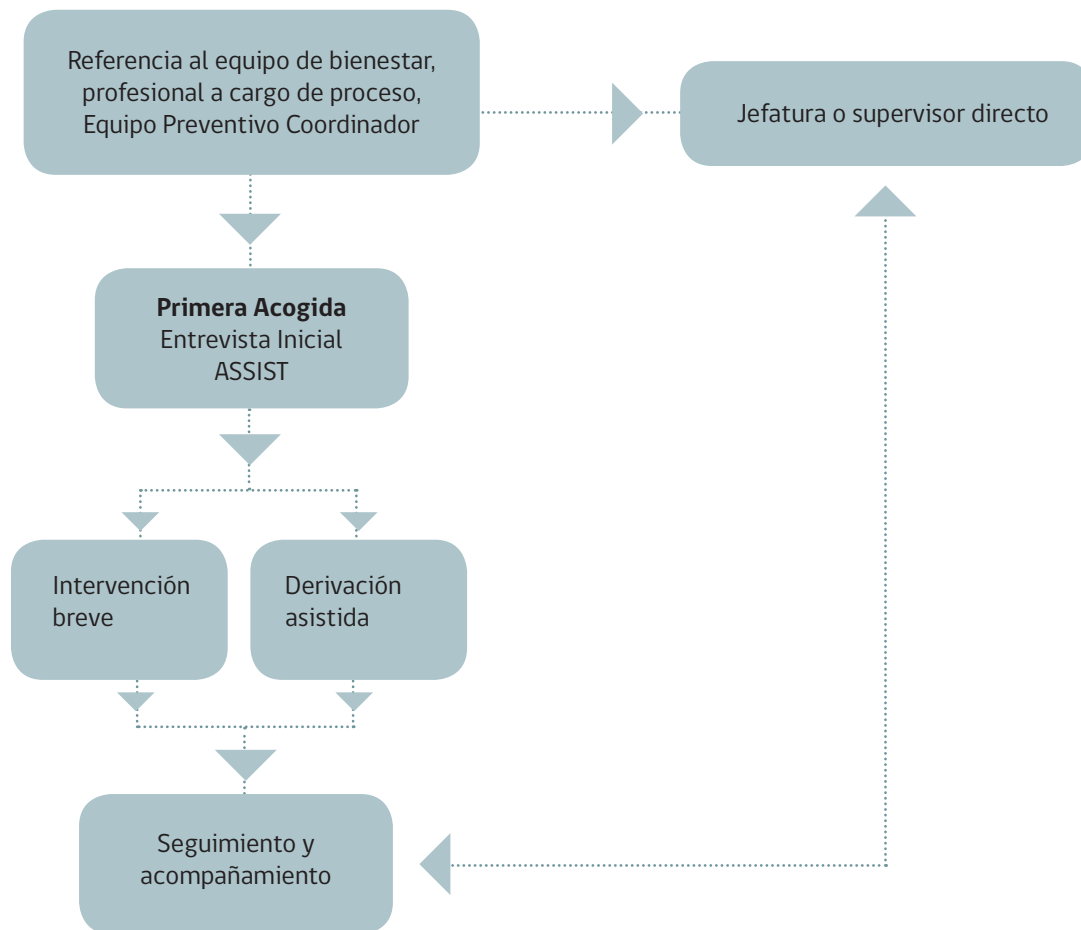 Referencia al equipo de bienestar,
profesional a cargo de proceso,
Equipo Preventivo Coordinador
Jefatura o supervisor directo
Primera Acogida
Entrevista Inicial
ASSIST
Intervención
breve
Derivación
asistida
Seguimiento y
acompañamiento